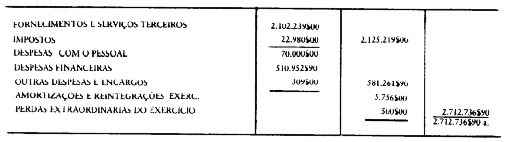 FORNECIMENTOS E SERVIÇOS TERCEIROS 2.102.239$00
IMPOSTOS 22.980$00 2.125.219$00
DESPESAS COM O PESSOAL 70.000$00
DESPESAS FINANCEIRAS 510.952$90
OUTRAS DESPESAS E ENCARGOS 309$00 581.261$90
AMORTIZAÇÕES E REINTEGRAÇÕES EXERC. 5.756$00
PERDAS EXTRAORDINARIAS DO EXERCÍCIO 500$00 2.712.736$90
2.712.736$90 a.